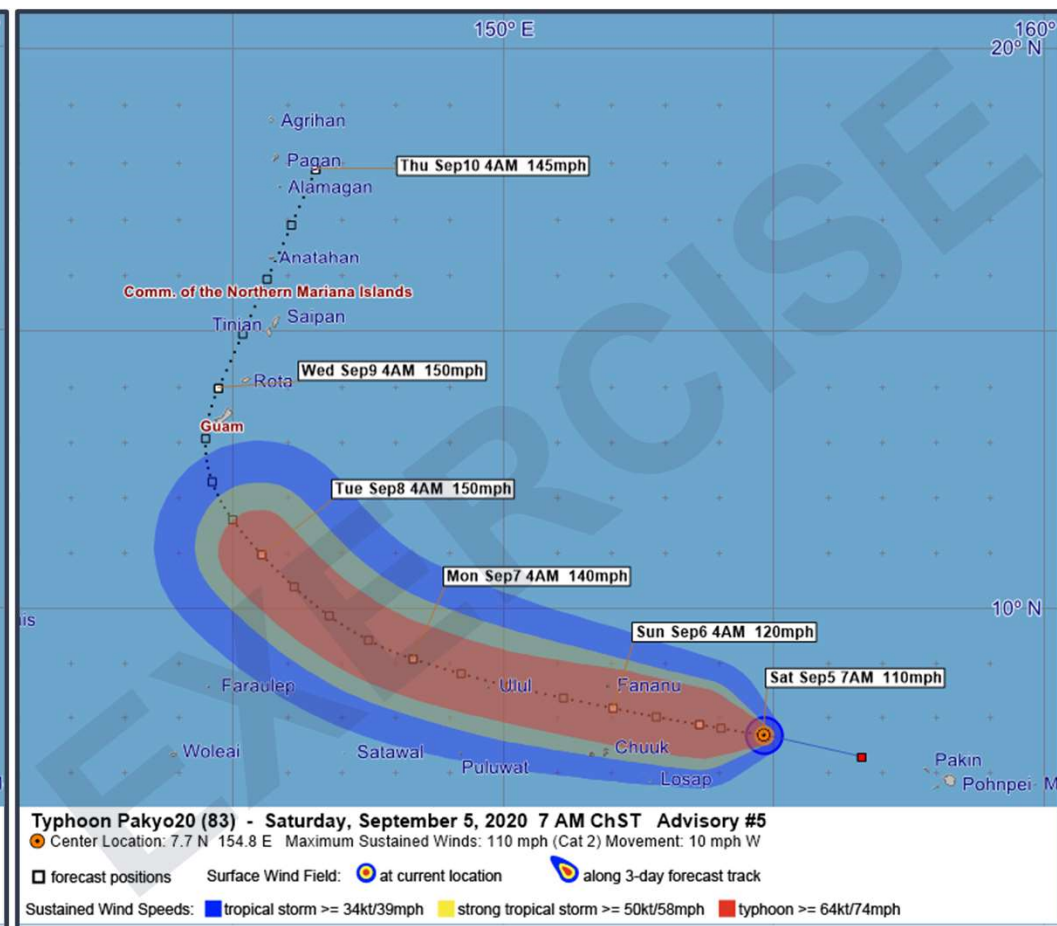 150° E
160°
20° N
Agrihan
Pagan
Thu Sep10 4AM 145mph
Alamagan
Anatahan
Comm. of the Northern Mariana Islands
Tinian
Saipan
Wed Sep9 4AM 150mph
Rota
Guam
Tue Sep8 4AM 150mph
Mon Sep7 4AM 140mph
10° N
is
Sun Sep6 4AM 120mph
Sat Sep5 7AM 110mph
Faraulep
Ulul
Fananu
Woleai
Satawal
Chuuk
Puluwat
Losap
Pakin
Pohnpei
M
EXERCISE
EXERCISE
Typhoon Pakyo20 (83) - Saturday, September 5, 2020 7 AM ChST Advisory #5
Center Location: 7.7 N 154.8 E Maximum Sustained Winds: 110 mph (Cat 2) Movement: 10 mph W
forecast positions Surface Wind Field: at current location along 3-day forecast track
Sustained Wind Speeds: tropical storm >= 34kt/39mph strong tropical storm >= 50kt/58mph typhoon >= 64kt/74mph